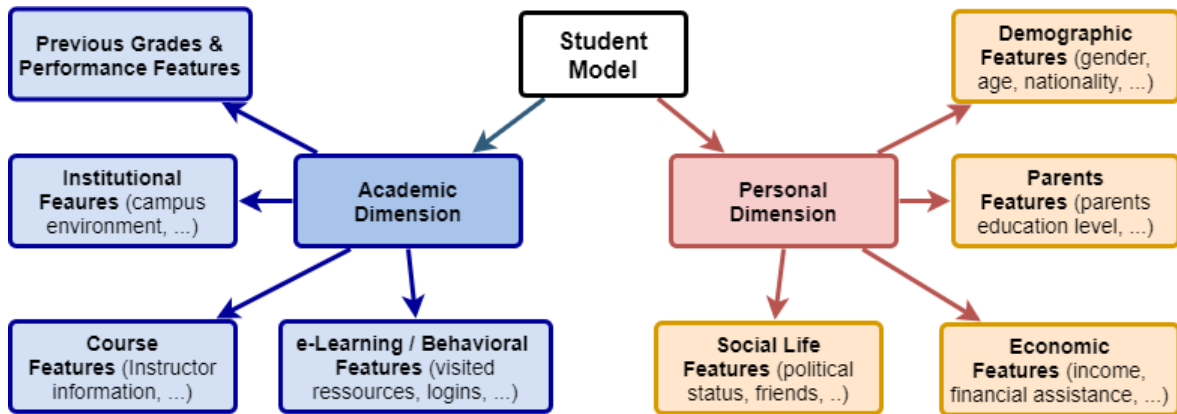 Student
Model
Previous Grades &
Performance Features
Demographic
Features (gender,
age, nationality, ...)
Institutional
Feaures (campus
environment, ...)
Academic
Dimension
Personal
Dimension
Parents
Features (parents
education level, ...)
Course
Features (Instructor
information, ...)
e-Learning / Behavioral
Features (visited
ressources, logins, ...)
Social Life
Features (political
status, friends, ..)
Economic
Features (income,
financial assistance, ...)